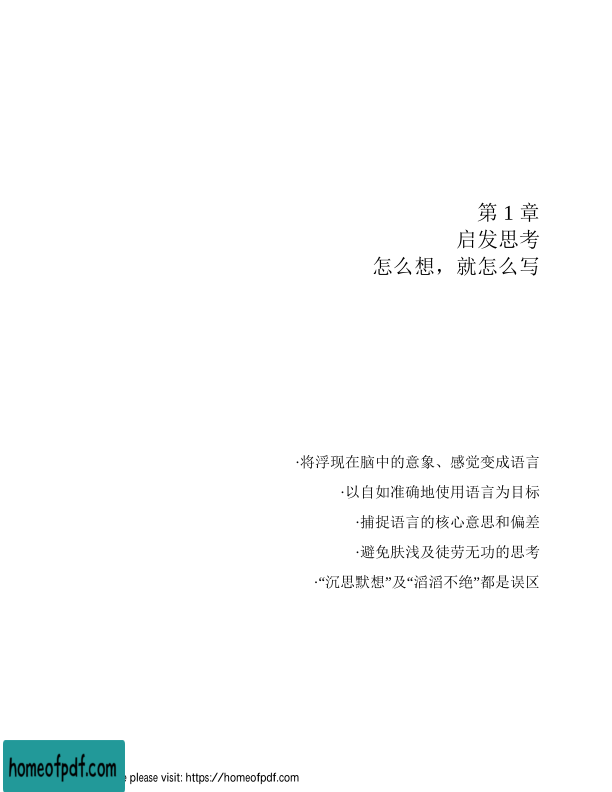 第 1 章
启发思考
怎么想，就怎么写
·将浮现在脑中的意象、感觉变成语言
·以自如准确地使用语言为目标
·捕捉语言的核心意思和偏差
·避免肤浅及徒劳无功的思考
·“沉思默想”及“滔滔不绝”都是误区
homeofpdf.com
please visit: https://homeofpdf.com